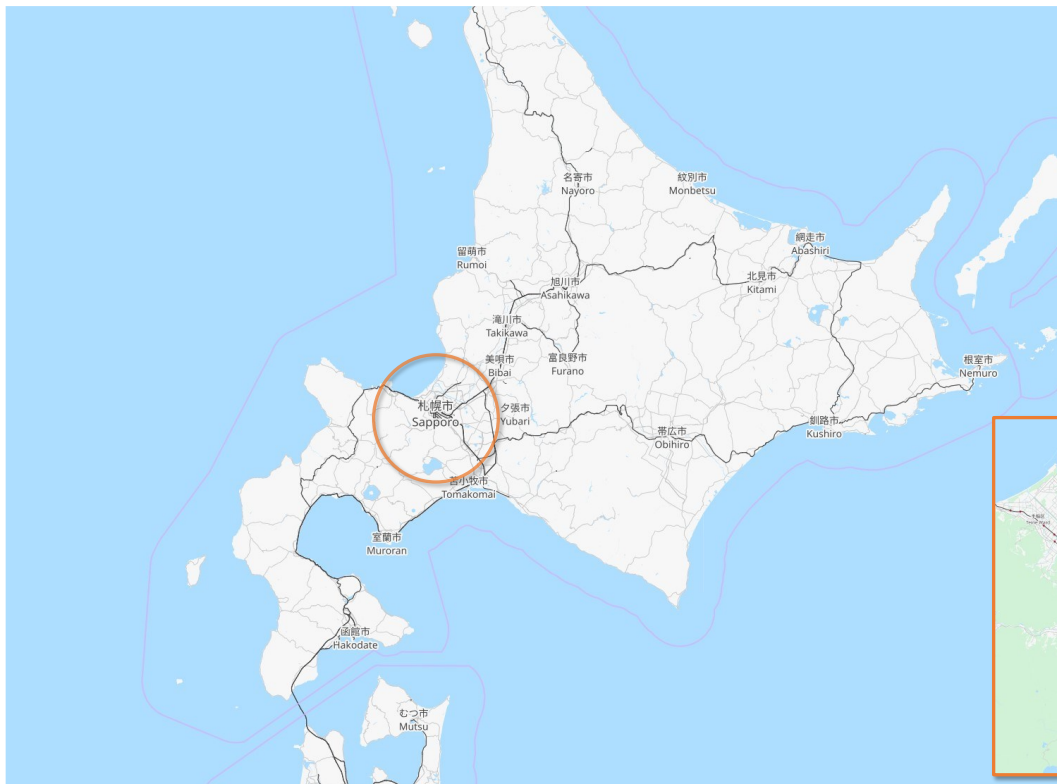 名寄市
Nayoro
紋別市
Monbetsu
網走市
Abashiri
留萌市
Rumoi
北見市
Kitami
旭川市
Asahikawa
滝川市
Takikawa
美唄市
Bibai
富良野市
Furano
根室市
Nemuro
札幌市
Sapporo
夕張市
Yubari
釧路市
Kushiro
帯広市
Obihiro
苫小牧市
Tomakomai
室蘭市
Muroran
函館市
Hakodate
むつ市
Mutsu